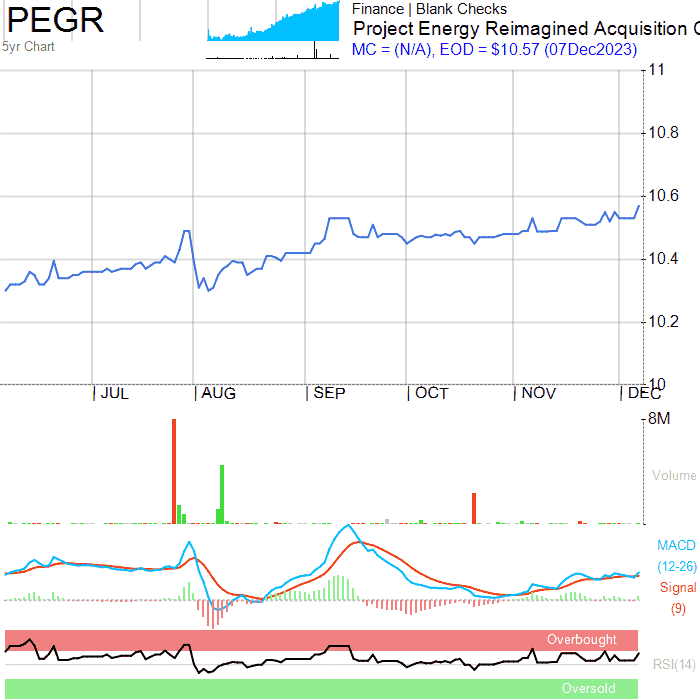 PEGR
5yr Chart
Finance | Blank Checks
Project Energy Reimagined Acquisition C
MC = (N/A), EOD = $10.57 (07Dec2023)
11
10.8
10.6
10.4
10.2
10
JUL AUG SEP OCT NOV DEC
8M
Volume
MACD
(12-26)
Signal
(9)
Overbought
RSI(14)
Oversold